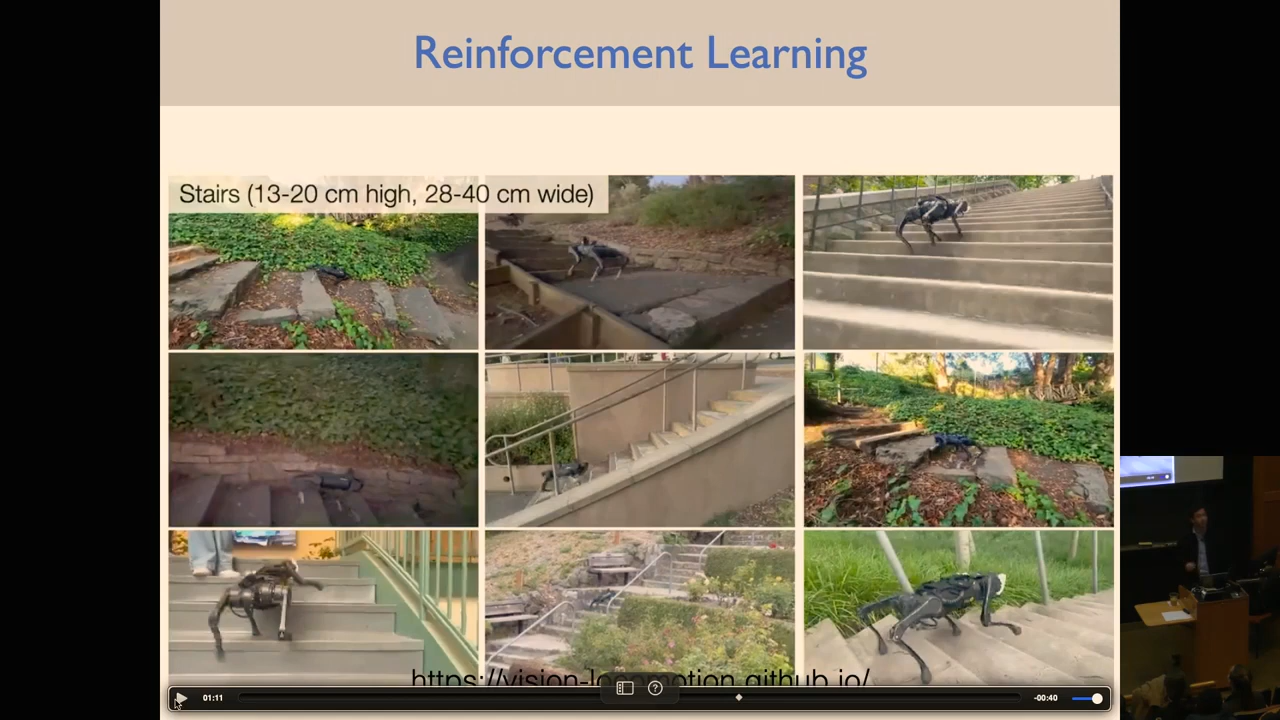 Reinforcement Learning
Stairs (13-20 cm high, 28-40 cm wide)
https://vision-locomotion.github.io/
01:11
-00:40